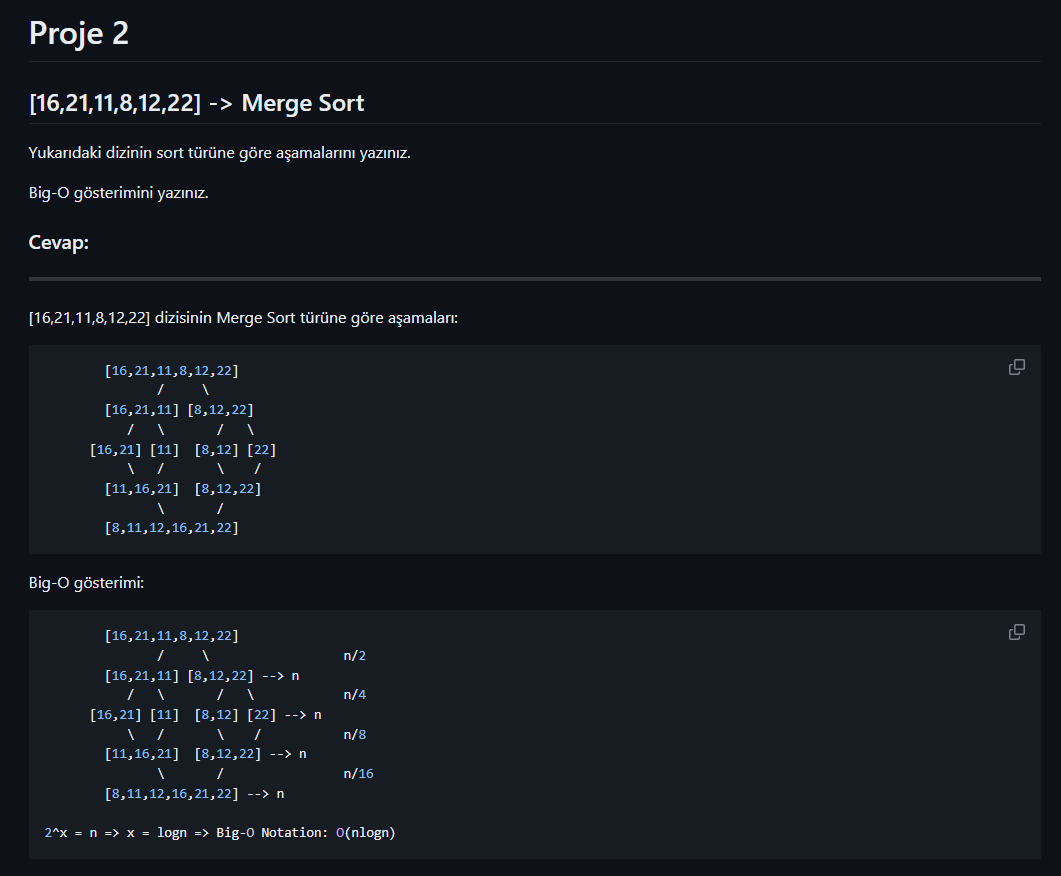 Proje 2
[16,21,11,8,12,22] -> Merge Sort
Yukarıdaki dizinin sort türüne göre aşamalarını yazınız.
Big-O gösterimini yazınız.
Cevap:
[16,21,11,8,12,22] dizisinin Merge Sort türüne göre aşamaları:
        [16,21,11,8,12,22]
               /     \
        [16,21,11] [8,12,22]
           /   \       /   \
      [16,21] [11]  [8,12] [22]
           \   /       \    /
        [11,16,21]  [8,12,22]
               \       /
        [8,11,12,16,21,22]
Big-O gösterimi:
        [16,21,11,8,12,22]
               /     \                  n/2
        [16,21,11] [8,12,22] --> n
           /   \       /   \            n/4
      [16,21] [11]  [8,12] [22] --> n
           \   /       \    /           n/8
        [11,16,21]  [8,12,22] --> n
               \       /                n/16
        [8,11,12,16,21,22] --> n
2^x = n => x = logn => Big-O Notation: O(nlogn)